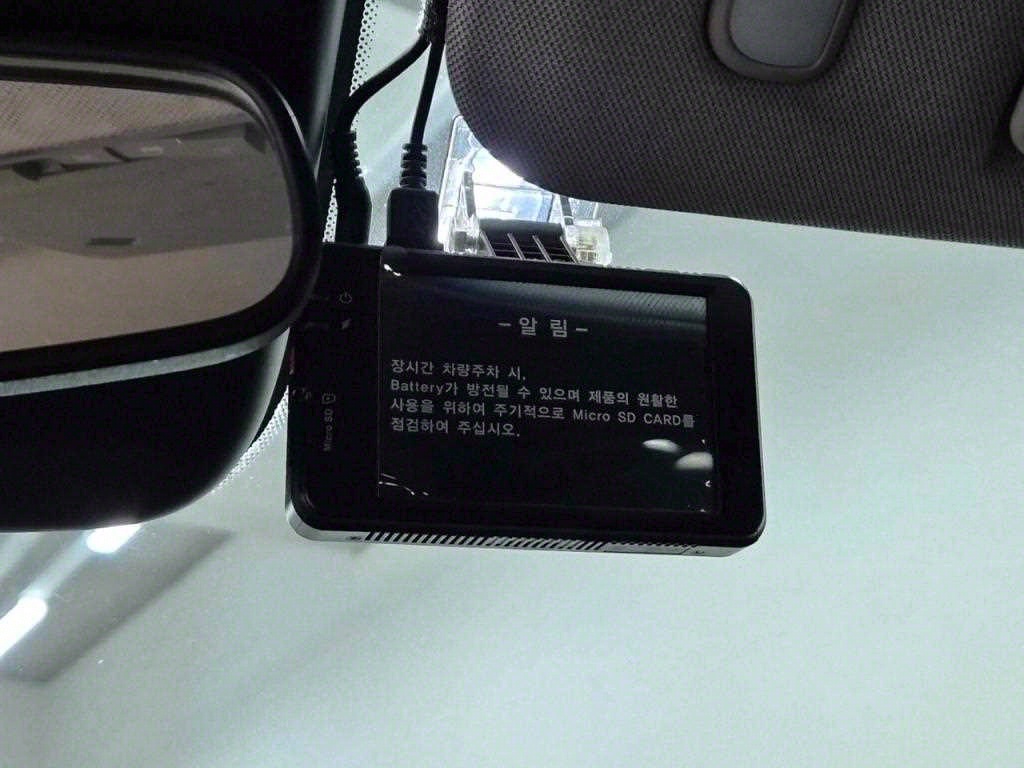 - 알 림 -
장시간 차량주차 시,
Battery가 방전될 수 있으며 제품의 원활한
사용을 위하여 주기적으로 Micro SD CARD를
점검하여 주십시오.
Micro SD